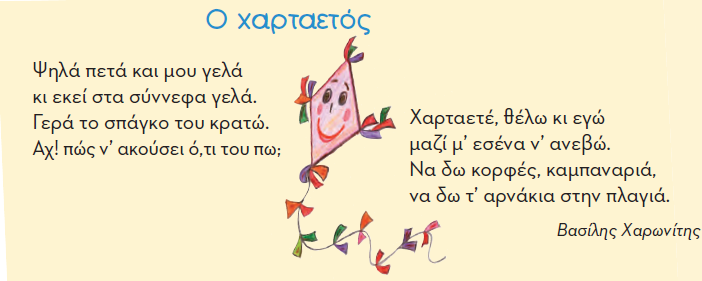 Ο χαρταετός
Ψηλά πετά και μου γελά
κι εκεί στα σύννεφα γελά.
Γερά το σπάγκο του κρατώ.
Αχ! πώς ν’ ακούσει ό,τι του πω;
Χαρταετέ, θέλω κι εγώ
μαζί μ’ εσένα ν’ ανεβώ.
Να δω κορφές, καμπαναριά,
να δω τ’ αρνάκια στην πλαγιά.
Βασίλης Χαρωνίτης